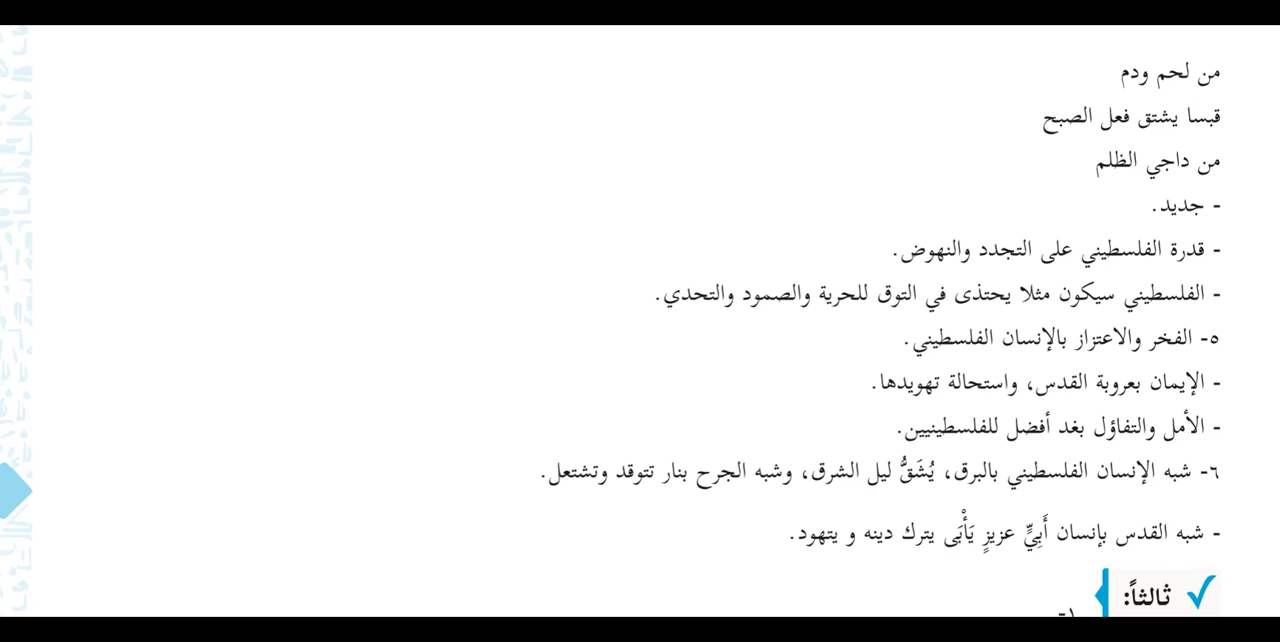 من لحم ودم
قبسا يشتق فعل الصبح
من داجي الظلم
- جديد.
- قدرة الفلسطيني على التجدد والنهوض.
- الفلسطيني سيكون مثلا يحتذى في التوق للحرية والصمود والتحدي.
٥- الفخر والاعتزاز بالإنسان الفلسطيني.
- الإيمان بعروبة القدس، واستحالة تهويدها.
- الأمل والتفاؤل بغد أفضل للفلسطينيين.
٦- شبه الإنسان الفلسطيني بالبرق، يُشَقُّ ليل الشرق، وشبه الجرح بنار تتوقد وتشتعل.
- شبه القدس بإنسان أَبِيٍّ عزيزٍ يَأْبَى يترك دينه و يتهود.
ثالثاً:
١-